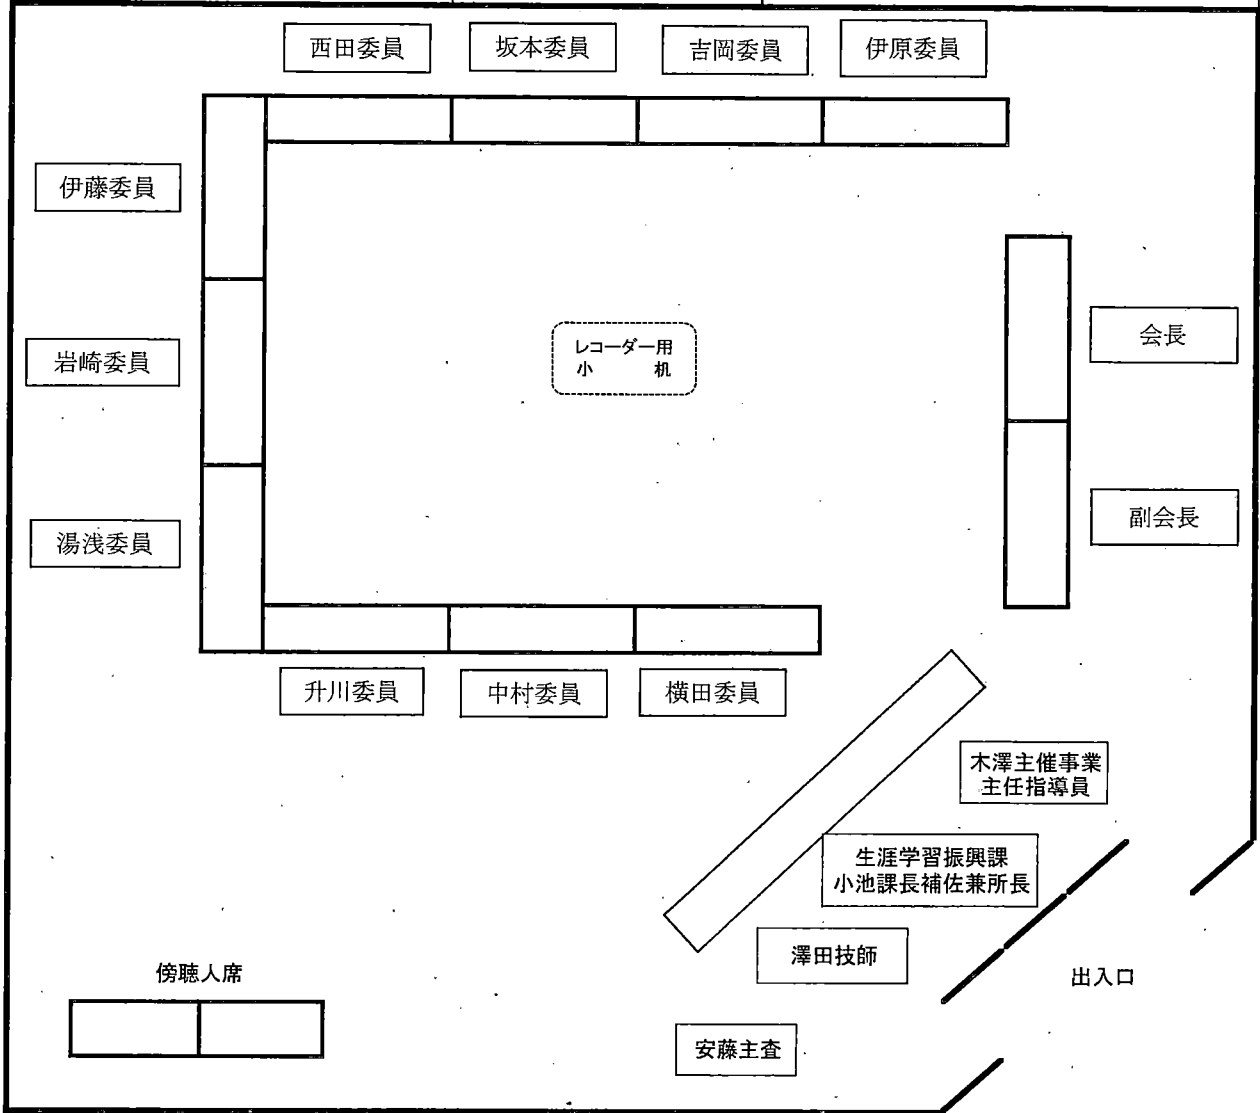 西田委員
坂本委員
吉岡委員
伊原委員
伊藤委員
岩崎委員
湯浅委員
レコーダー用
小　　机
会長
副会長
升川委員
中村委員
横田委員
木澤主催事業
主任指導員
生涯学習振興課
小池課長補佐兼所長
澤田技師
安藤主査
出入口
傍聴人席